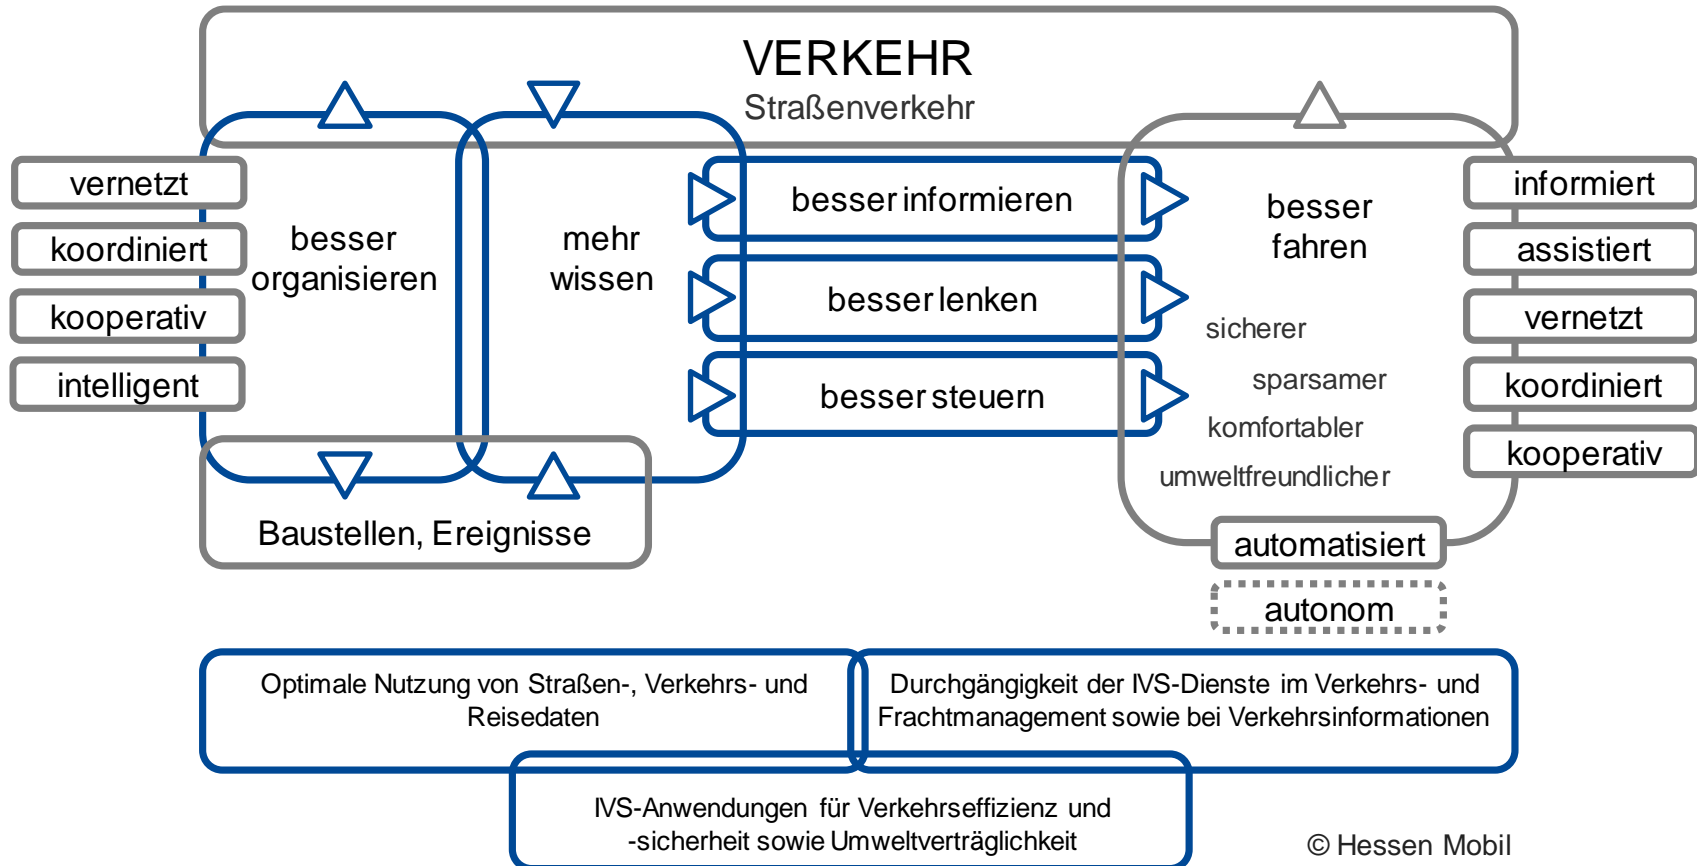 VERKEHR
Straßenverkehr
vernetzt
koordiniert
kooperativ
intelligent
besser
organisieren
mehr
wissen
besser informieren
besser lenken
besser steuern
besser
fahren
sicherer
sparsamer
komfortabler
umweltfreundlicher
informiert
assistiert
vernetzt
koordiniert
kooperativ
automatisiert
autonom
Baustellen, Ereignisse
Optimale Nutzung von Straßen-, Verkehrs- und
Reisedaten
Durchgängigkeit der IVS-Dienste im Verkehrs- und
Frachtmanagement sowie bei Verkehrsinformationen
IVS-Anwendungen für Verkehrseffizienz und
-sicherheit sowie Umweltverträglichkeit
© Hessen Mobil